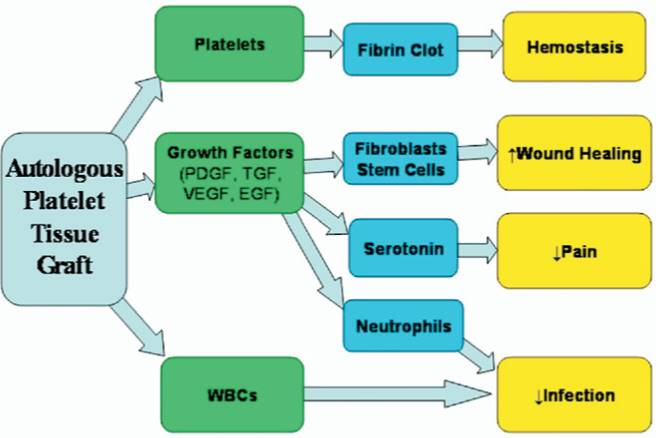 Autologous
Platelet
Tissue
Graft
Platelets
Fibrin Clot
Hemostasis
Growth Factors
(PDGF, TGF,
VEGF, EGF)
Fibroblasts
Stem Cells
↑Wound Healing
Serotonin
↓Pain
Neutrophils
WBCs
↓Infection